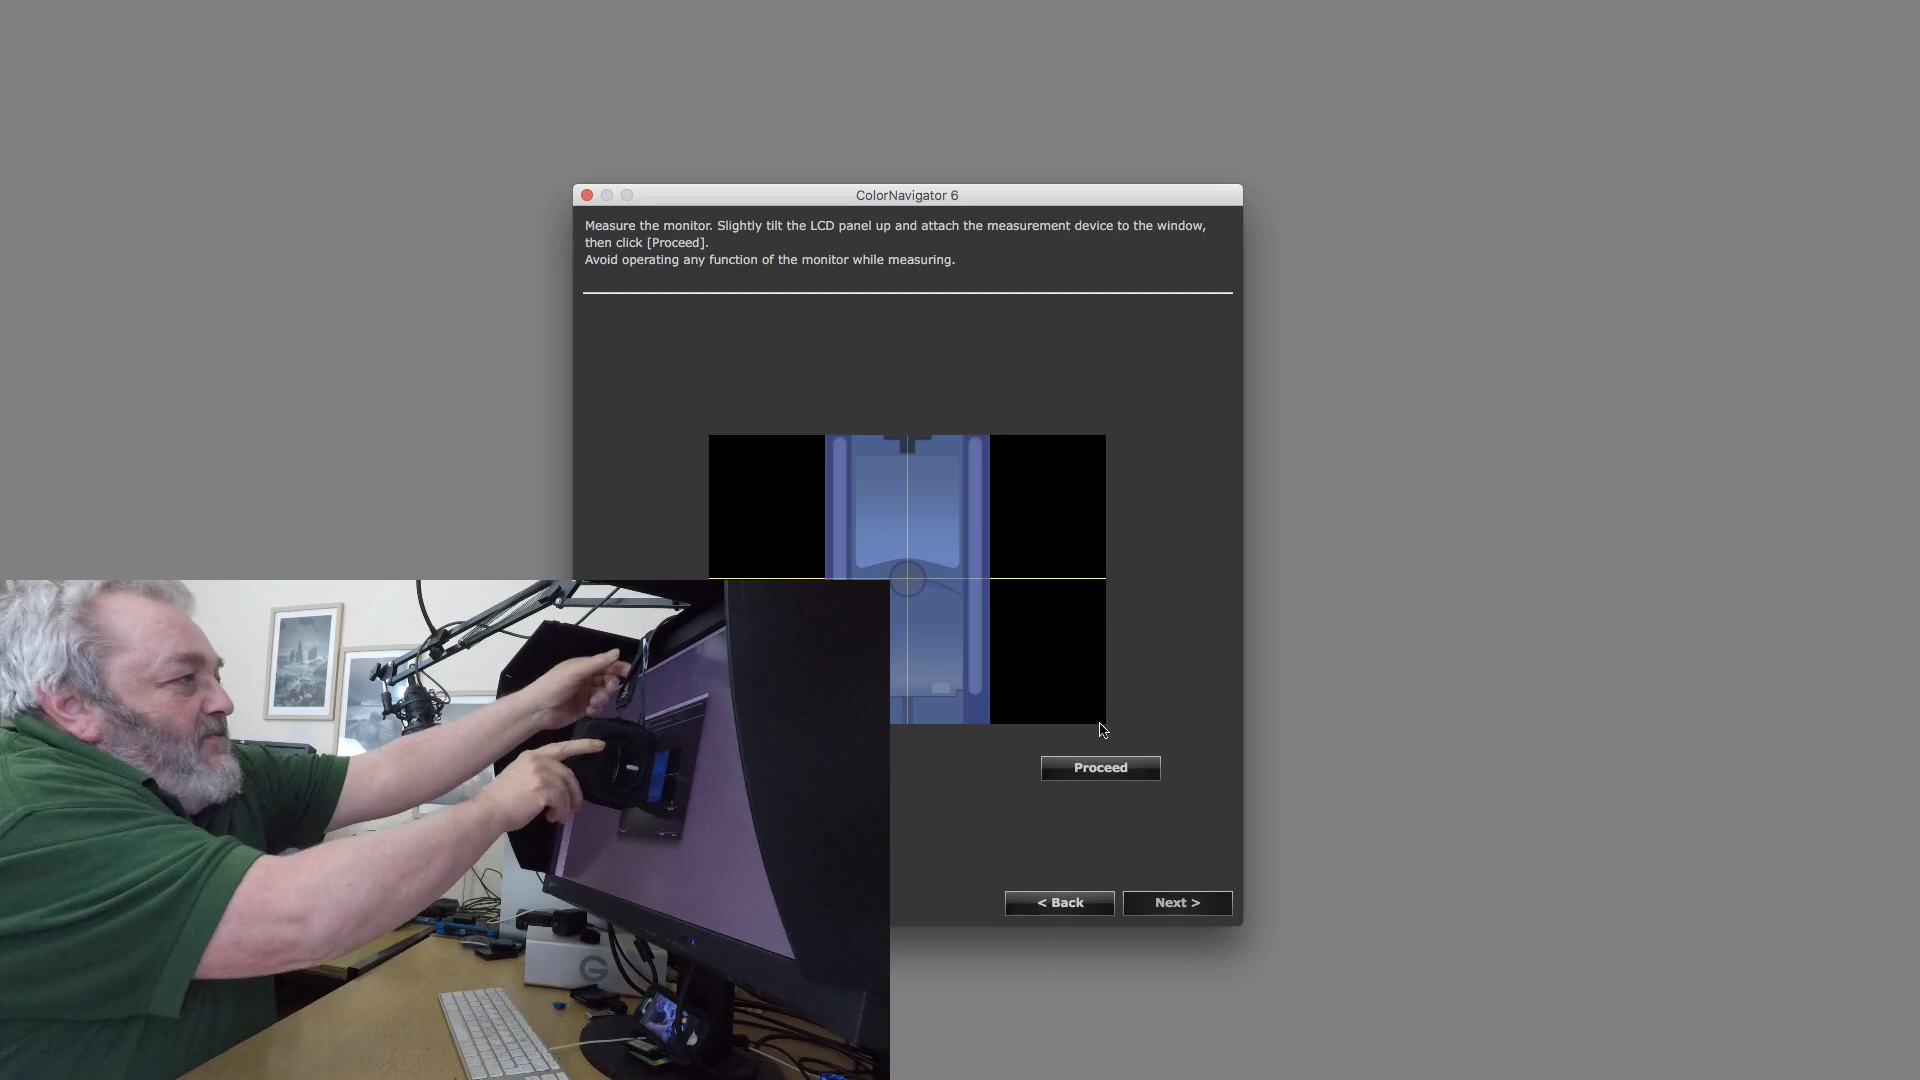 ColorNavigator 6
Measure the monitor. Slightly tilt the LCD panel up and attach the measurement device to the window,
then click [Proceed].
Avoid operating any function of the monitor while measuring.
Proceed
< Back
Next >
G